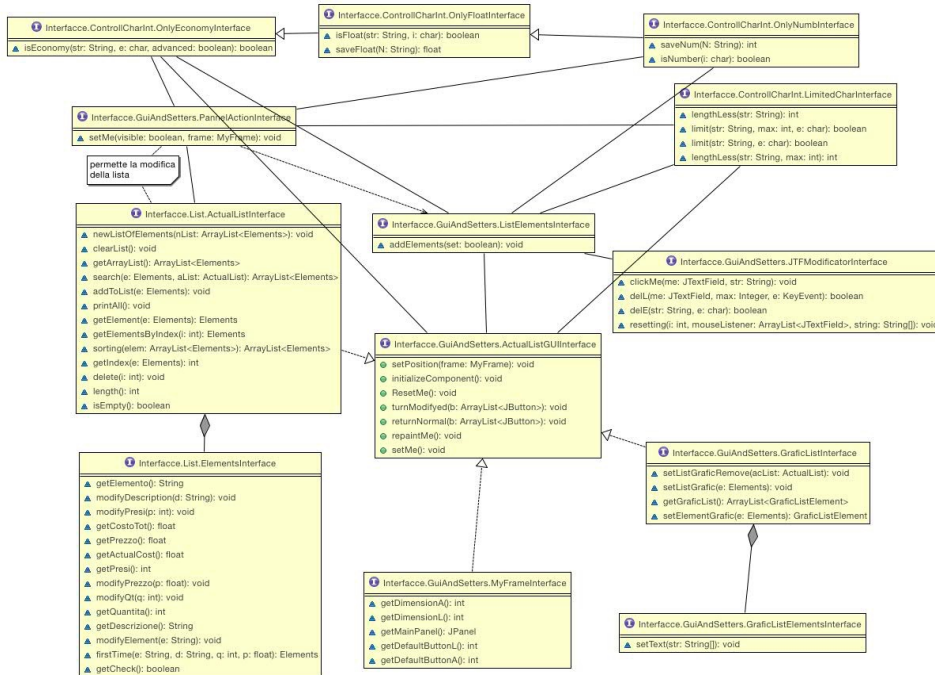 Interfacce.ControllCharInt.OnlyEconomyInterface
isEconomy(str: String, e: char, advanced: boolean): boolean
Interfacce.ControllCharInt.OnlyFloatInterface
isFloat(str: String, i: char): boolean
saveFloat(N: String): float
Interfacce.ControllCharInt.OnlyNumbInterface
saveNum(N: String): int
isNumber(i: char): boolean
Interfacce.ControllCharInt.LimitedCharInterface
lengthLess(str: String): int
limit(str: String, max: int, e: char): boolean
limit(str: String, e: char): boolean
lengthLess(str: String, max: int): int
Interfacce.GuiAndSetters.PannelActionInterface
setMe(visible: boolean, frame: MyFrame): void
permette la modifica
della lista
Interfacce.List.ActualListInterface
newListOfElements(nList: ArrayList<Elements>): void
clearList(): void
getArrayList(): ArrayList<Elements>
search(e: Elements, aList: ActualList): ArrayList<Elements>
addToList(e: Elements): void
printAll(): void
getElement(e: Elements): Elements
getElementsByIndex(i: int): Elements
sorting(elem: ArrayList<Elements>): ArrayList<Elements>
getIndex(e: Elements): int
delete(i: int): void
length(): int
isEmpty(): boolean
Interfacce.GuiAndSetters.ListElementsInterface
addElements(set: boolean): void
Interfacce.GuiAndSetters.JTFModificatorInterface
clickMe(me: JTextField, str: String): void
delL(me: JTextField, max: Integer, e: KeyEvent): boolean
delE(str: String, e: char): boolean
resetting(i: int, mouseListener: ArrayList<JTextField>, string: String[]): void
Interfacce.GuiAndSetters.ActualListGUIInterface
setPosition(frame: MyFrame): void
initializeComponent(): void
ResetMe(): void
turnModifyed(b: ArrayList<JButton>): void
returnNormal(b: ArrayList<JButton>): void
repaintMe(): void
setMe(): void
Interfacce.List.ElementsInterface
getElemento(): String
modifyDescription(d: String): void
modifyPresi(p: int): void
getCostoTot(): float
getPrezzo(): float
getActualCost(): float
getPresi(): int
modifyPrezzo(p: float): void
modifyQt(q: int): void
getQuantita(): int
getDescrizione(): String
modifyElement(e: String): void
firstTime(e: String, d: String, q: int, p: float): Elements
getCheck(): boolean
Interfacce.GuiAndSetters.GraficListInterface
setListGraficRemove(acList: ActualList): void
setListGrafic(e: Elements): void
getGraficList(): ArrayList<GraficListElement>
setElementGrafic(e: Elements): GraficListElement
Interfacce.GuiAndSetters.MyFrameInterface
getDimensionA(): int
getDimensionL(): int
getMainPanel(): JPanel
getDefaultButtonL(): int
getDefaultButtonA(): int
Interfacce.GuiAndSetters.GraficListElementsInterface
setText(str: String[]): void